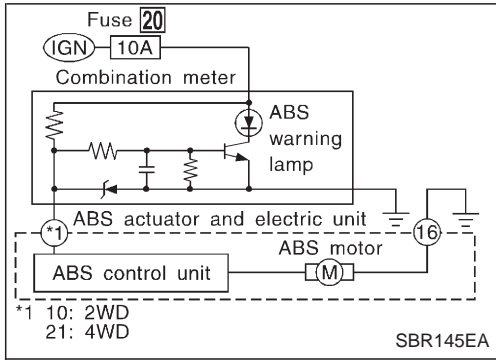 Fuse 20
IGN 10A
Combination meter
ABS
warning
lamp
ABS actuator and electric unit
*1
16
ABS motor
ABS control unit
M
*1 10: 2WD
21: 4WD
SBR145EA